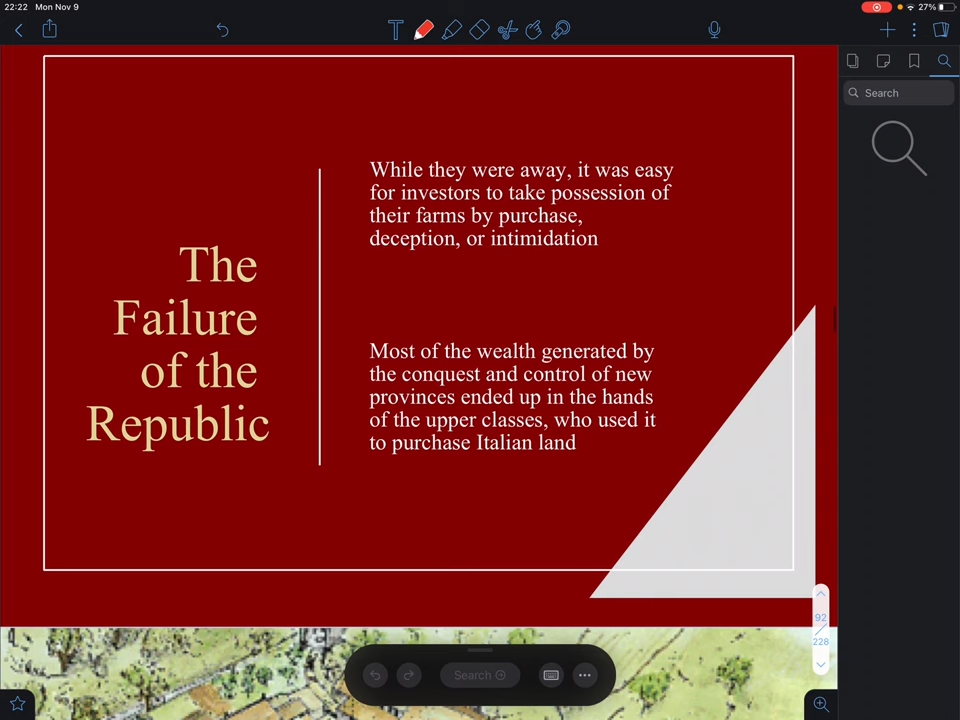 22:22 Mon Nov 9
27%
T
Search
While they were away, it was easy
for investors to take possession of
their farms by purchase,
deception, or intimidation
The
Failure
of the
Republic
Most of the wealth generated by
the conquest and control of new
provinces ended up in the hands
of the upper classes, who used it
to purchase Italian land
92
228
Search